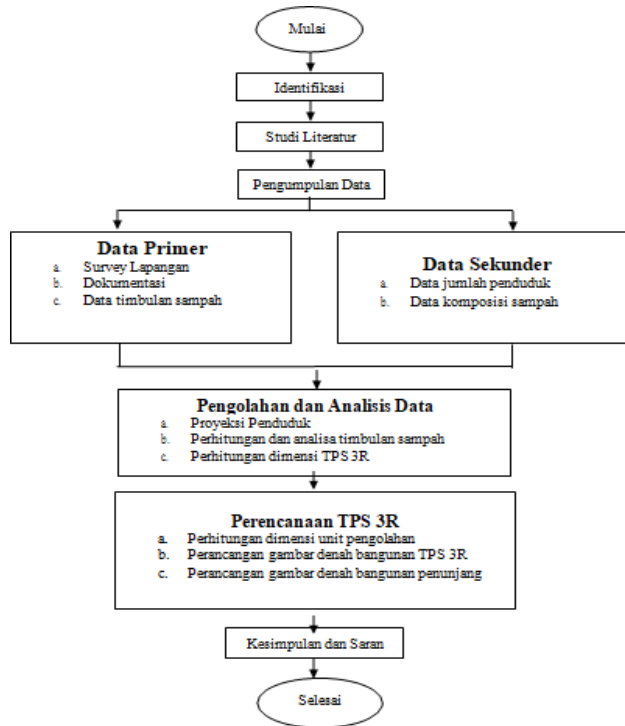 Mulai
Identifikasi
Studi Literatur
Pengumpulan Data
Data Primer
a. Survey Lapangan
b. Dokumentasi
c. Data timbulan sampah
Data Sekunder
a. Data jumlah penduduk
b. Data komposisi sampah
Pengolahan dan Analisis Data
a. Proyeksi Penduduk
b. Perhitungan dan analisa timbulan sampah
c. Perhitungan dimensi TPS 3R
Perencanaan TPS 3R
a. Perhitungan dimensi unit pengolahan
b. Perancangan gambar denah bangunan TPS 3R
c. Perancangan gambar denah bangunan penunjang
Kesimpulan dan Saran
Selesai